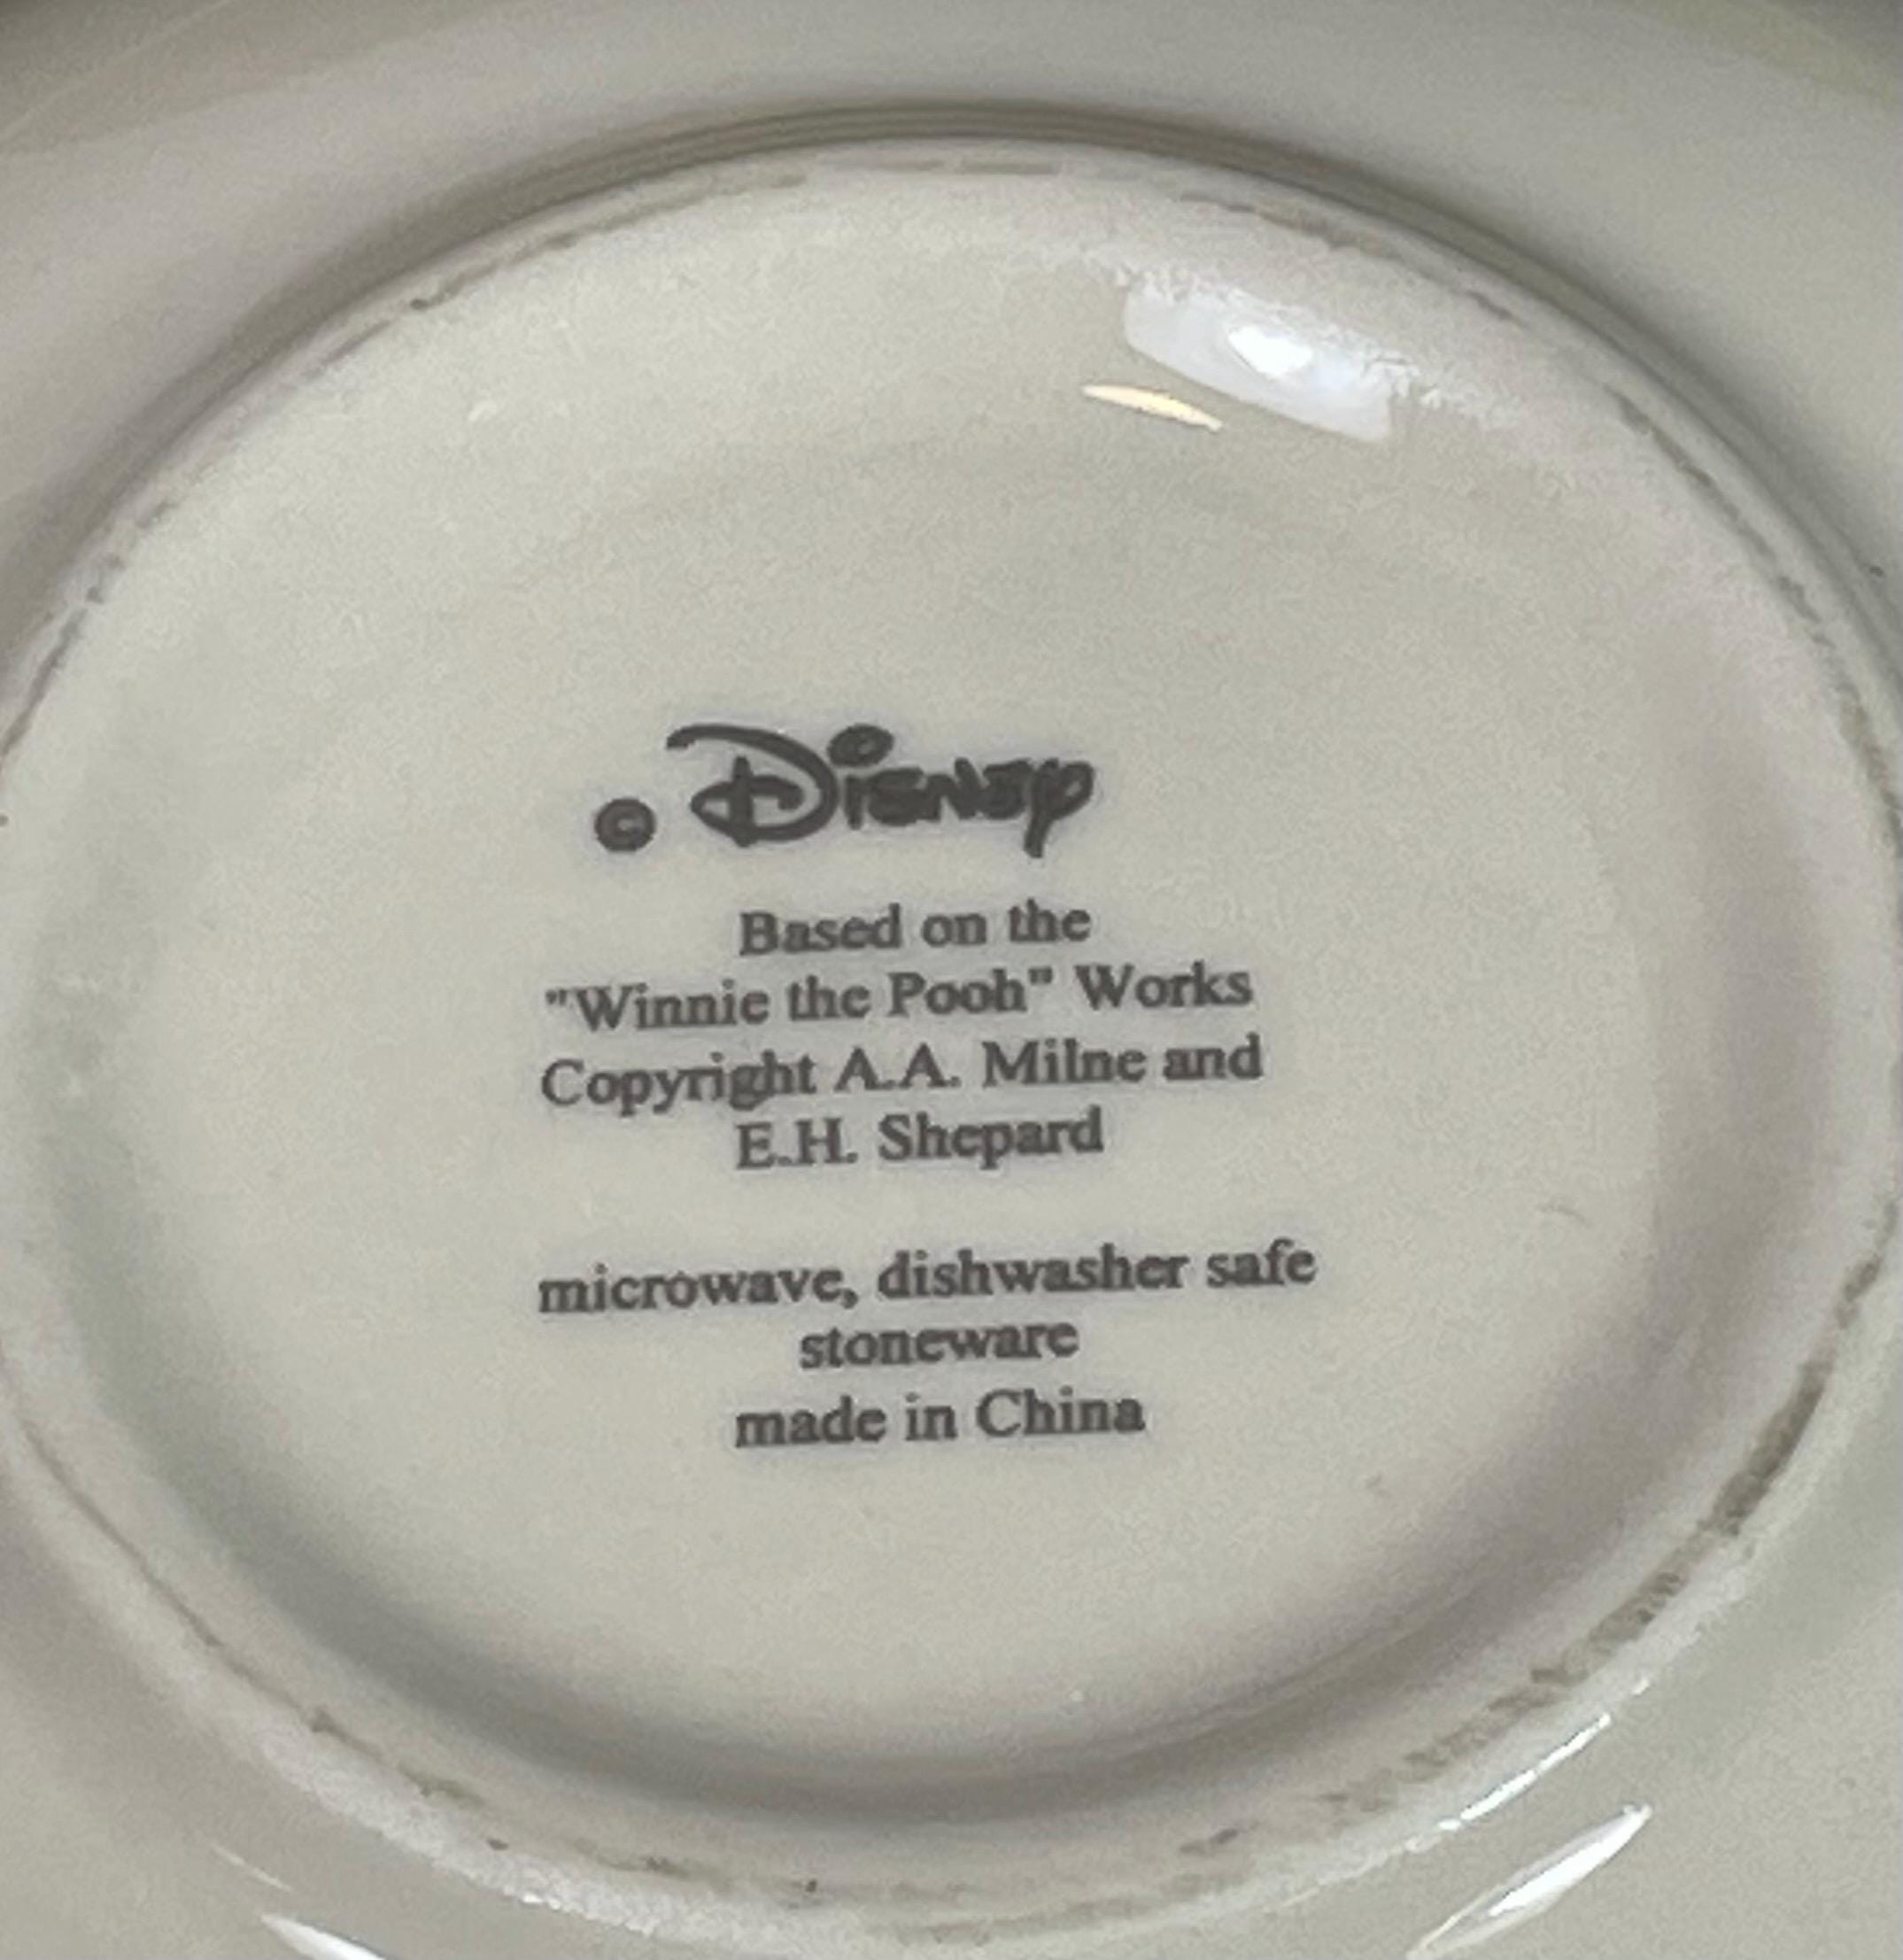 © Disney
Based on the
"Winnie the Pooh" Works
Copyright A.A. Milne and
E.H. Shepard
microwave, dishwasher safe
stoneware
made in China